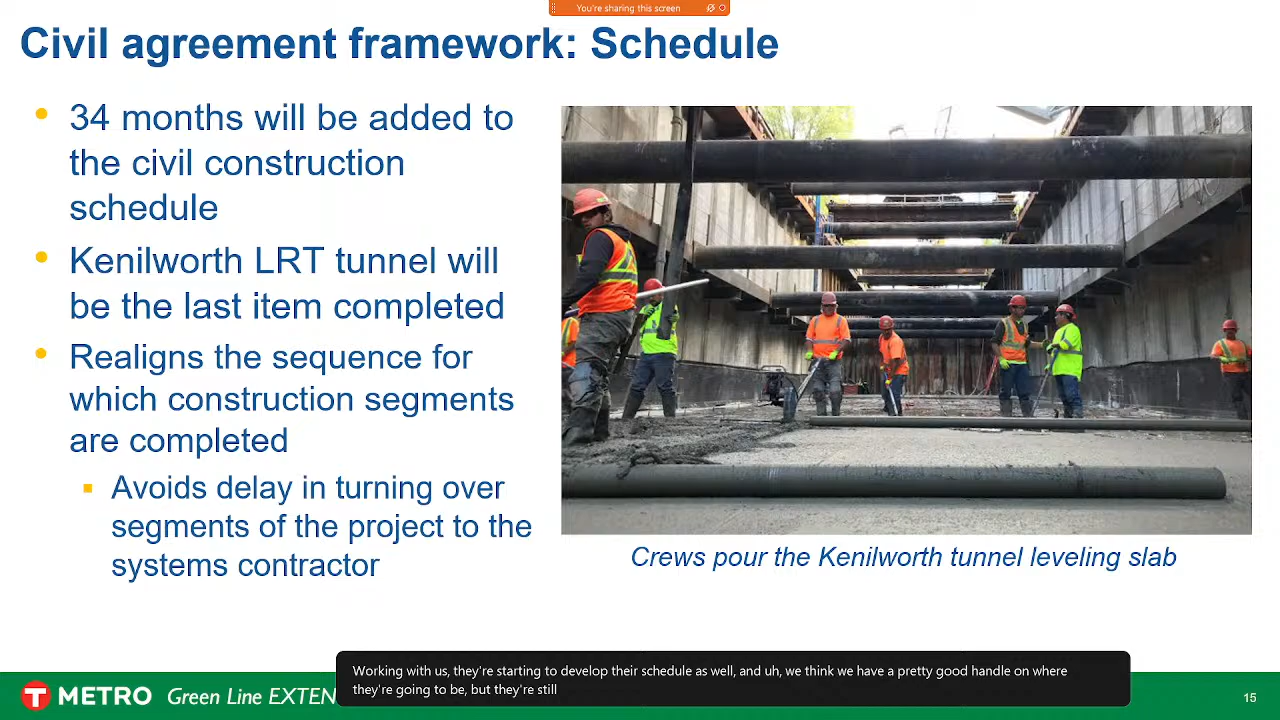 You're sharing this screen
Civil agreement framework: Schedule
• 34 months will be added to
the civil construction
schedule
• Kenilworth LRT tunnel will
be the last item completed
• Realigns the sequence for
which construction segments
are completed
▪ Avoids delay in turning over
segments of the project to the
systems contractor
Crews pour the Kenilworth tunnel leveling slab
Working with us, they're starting to develop their schedule as well, and uh, we think we have a pretty good handle on where
they're going to be, but they're still
T METRO Green Line EXTEN
15